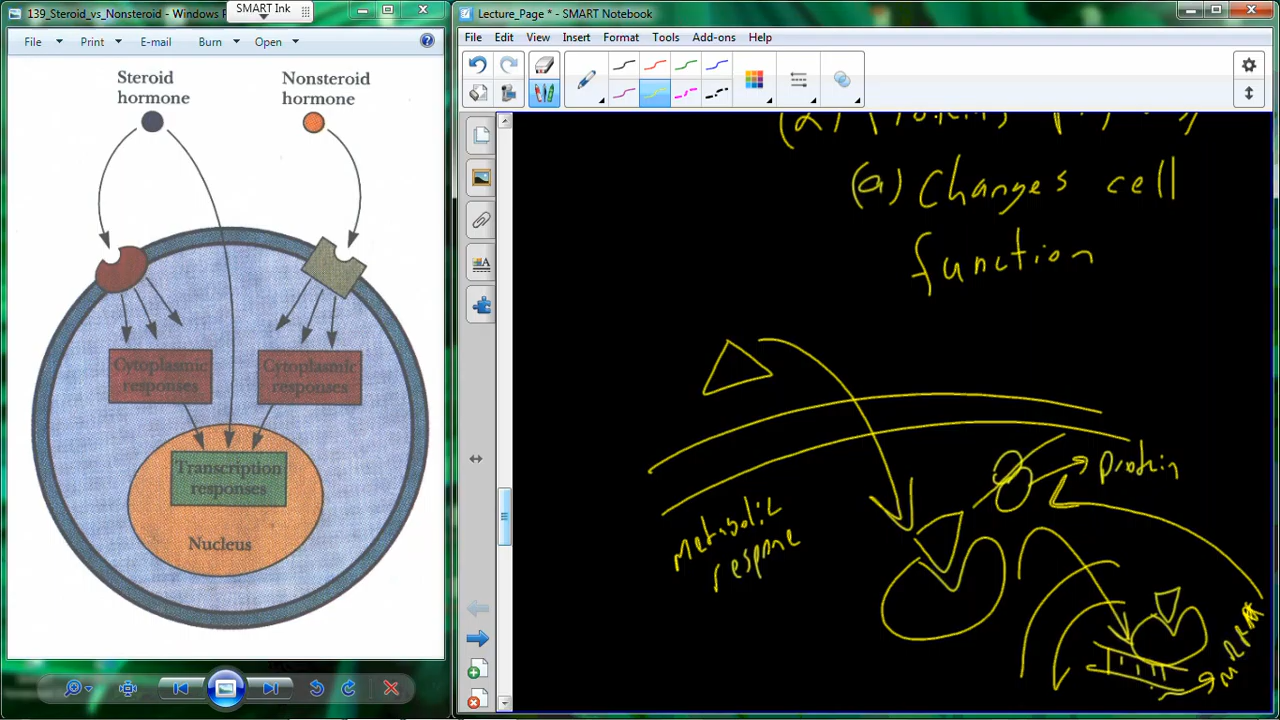 139_Steroid_vs_Nonsteroid - Windows
SMART Ink
File Print E-mail Burn Open
Steroid
hormone
Nonsteroid
hormone
Cytoplasmic
responses
Cytoplasmic
responses
Transcription
responses
Nucleus
Lecture_Page * - SMART Notebook
File Edit View Insert Format Tools Add-ons Help
(a) Changes cell
function
Protein
metabolic
response
mRNA